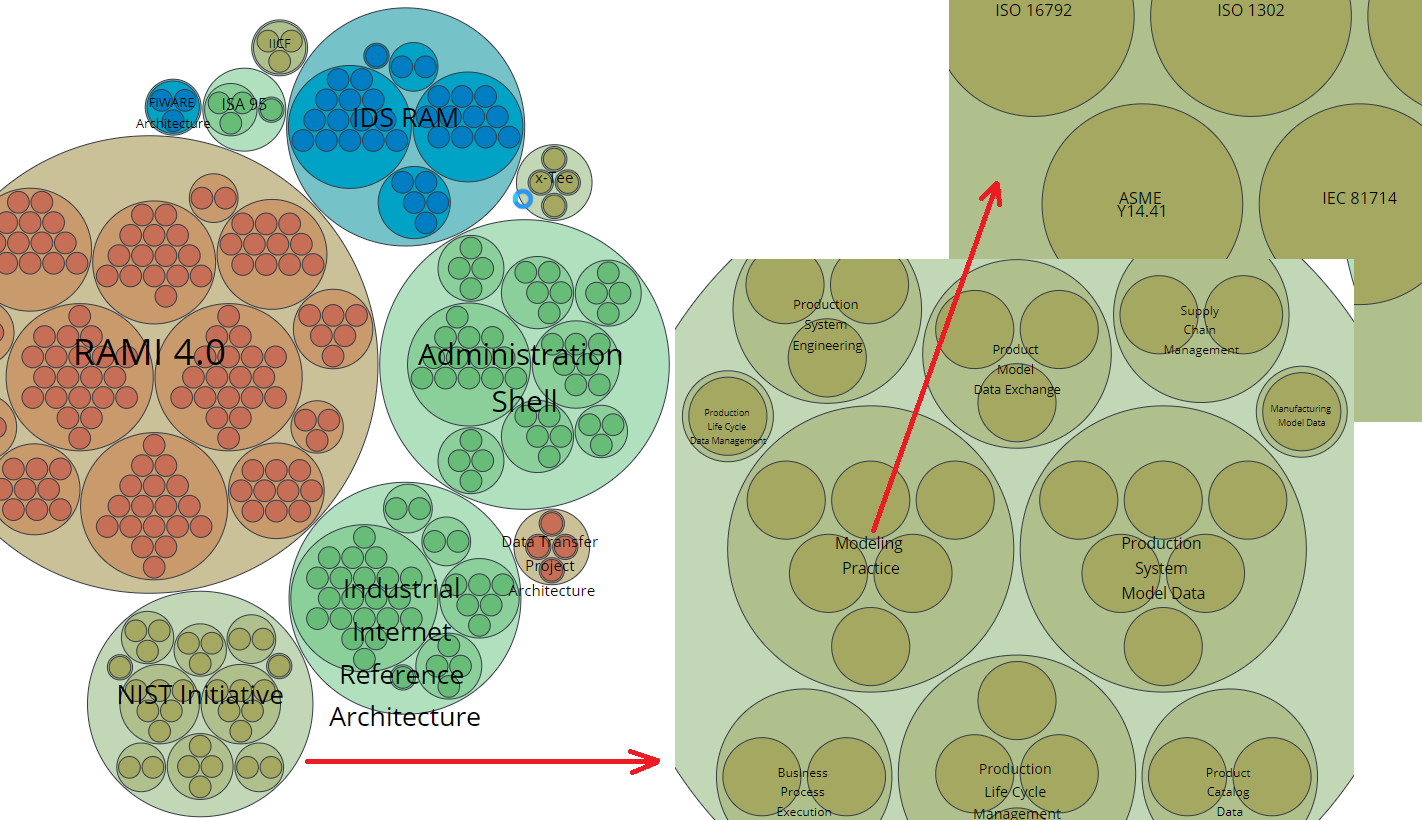 IICF
FIWARE
Architecture
ISA 95
IDS RAM
x-Tee
RAMI 4.0
Administration
Shell
Data Transfer
Project
Architecture
Industrial
Internet
Reference
Architecture
NIST Initiative
ISO 16792
ISO 1302
ASME
Y14.41
IEC 81714
Production
System
Engineering
Product
Model
Data Exchange
Supply
Chain
Management
Production
Life Cycle
Data Management
Manufacturing
Model Data
Modeling
Practice
Production
System
Model Data
Business
Process
Execution
Production
Life Cycle
Management
Product
Catalog
Data